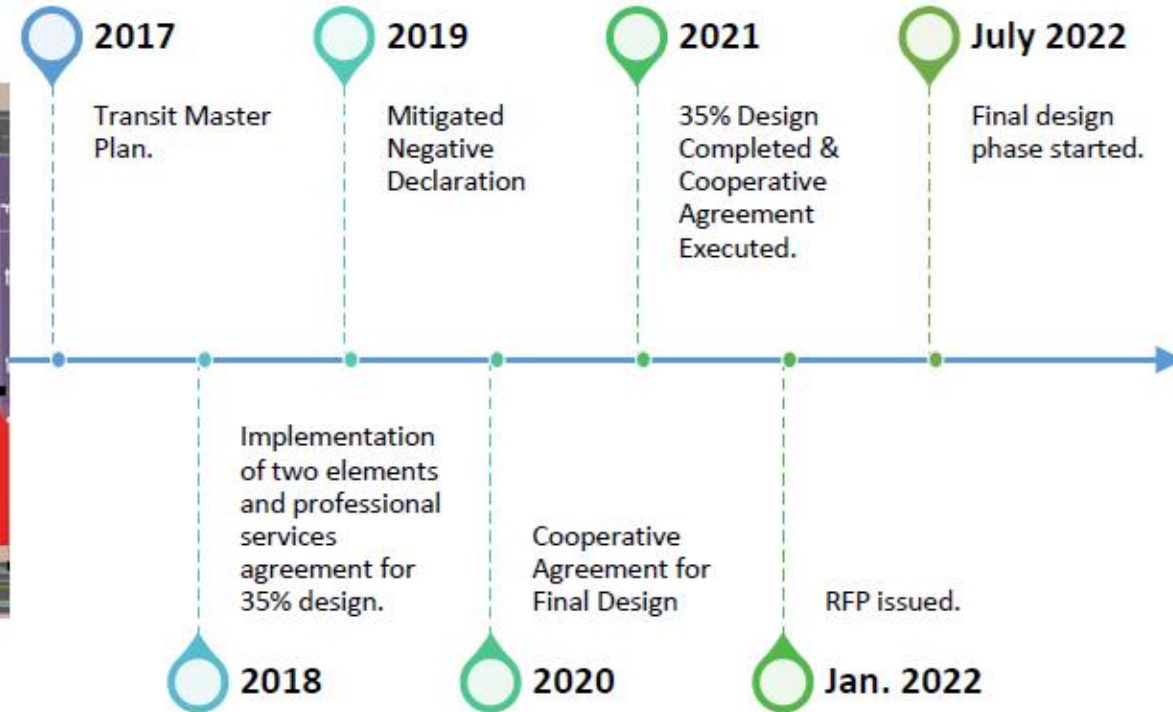 2017
Transit Master
Plan.
2019
Mitigated
Negative
Declaration
2021
35% Design
Completed &
Cooperative
Agreement
Executed.
July 2022
Final design
phase started.
Implementation
of two elements
and professional
services
agreement for
35% design.
2018
Cooperative
Agreement for
Final Design
2020
RFP issued.
Jan. 2022